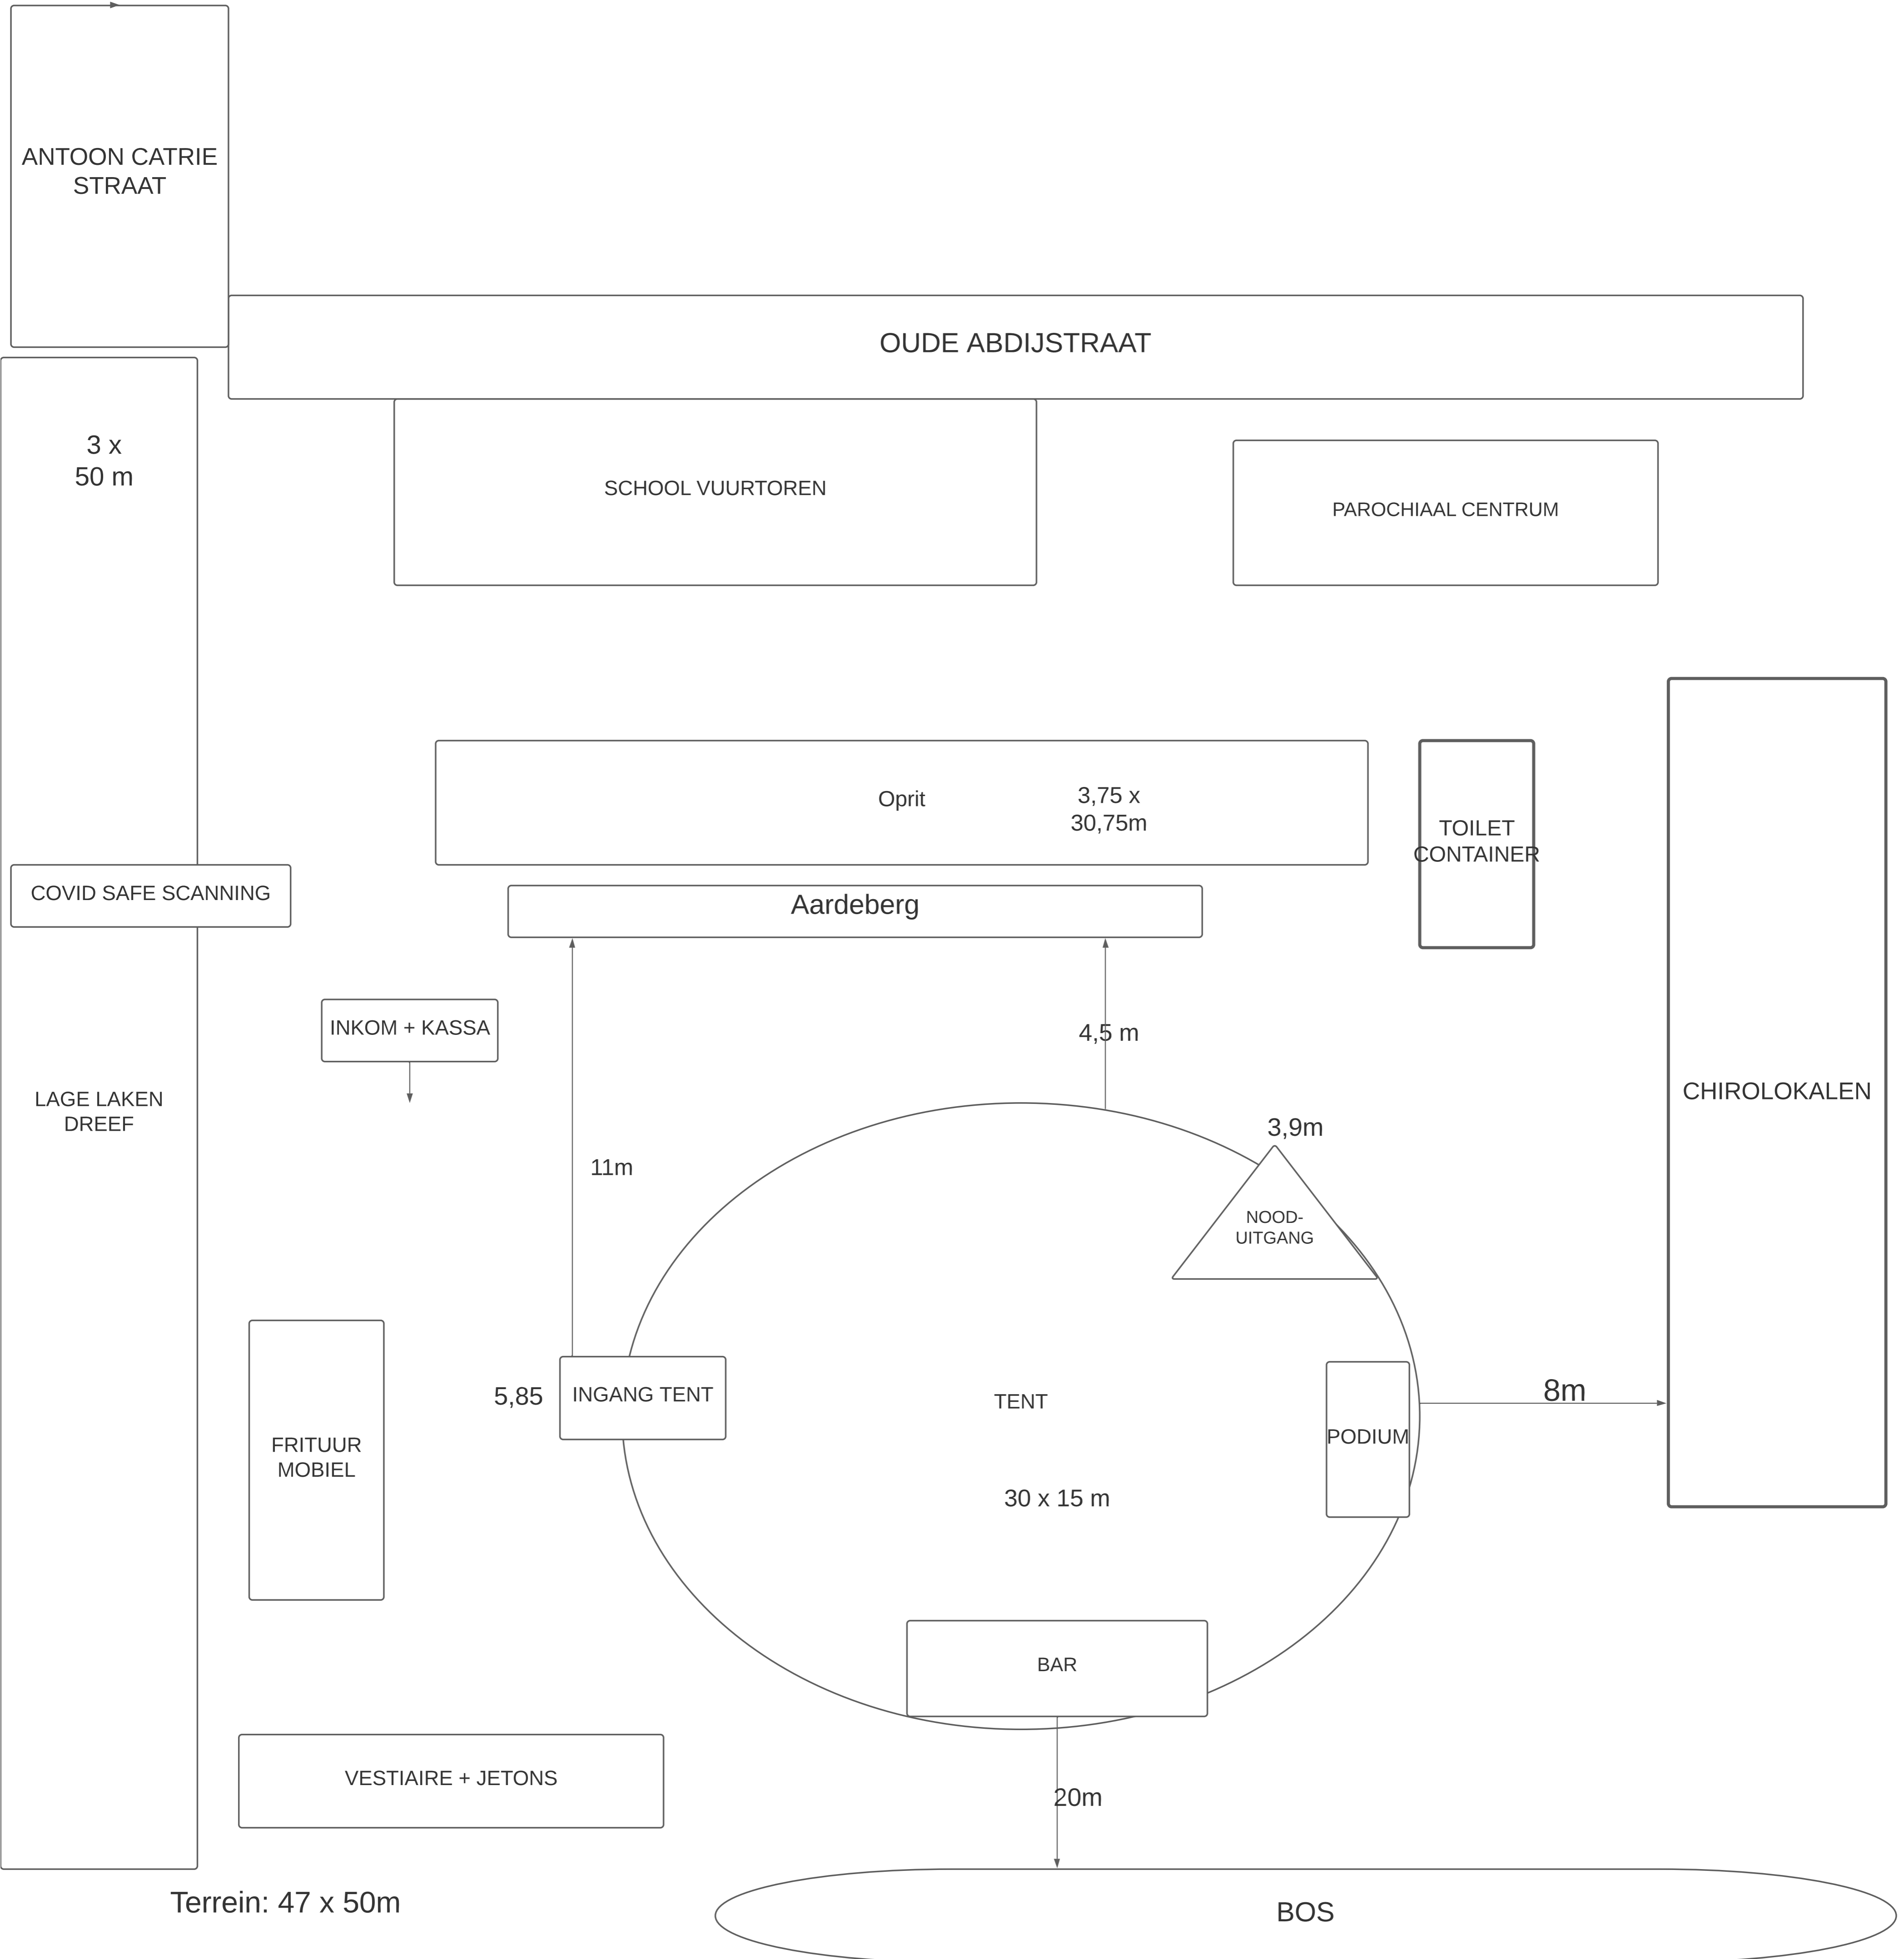 ANTOON CATRIE
STRAAT
OUDE ABDIJSTRAAT
3 x
50 m
SCHOOL VUURTOREN
PAROCHIAAL CENTRUM
Oprit
3,75 x
30,75m
TOILET
CONTAINER
COVID SAFE SCANNING
Aardeberg
INKOM + KASSA
4,5 m
LAGE LAKEN
DREEF
CHIROLOKALEN
3,9m
11m
NOOD-
UITGANG
5,85
INGANG TENT
TENT
8m
PODIUM
FRITUUR
MOBIEL
30 x 15 m
BAR
VESTIAIRE + JETONS
20m
Terrein: 47 x 50m
BOS